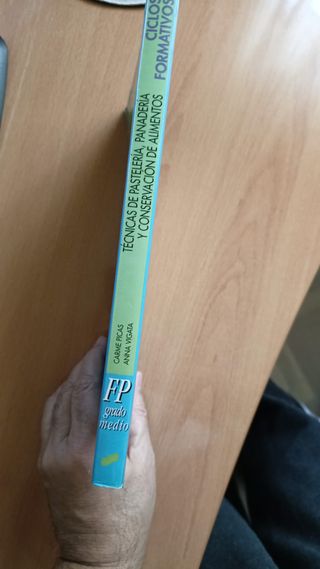 CICLOS
FORMATIVOS
TÉCNICAS DE PASTELERÍA, PANADERÍA
Y CONSERVACIÓN DE ALIMENTOS
CARME PICAS
ANNA VIGATA
FP
grado
medio